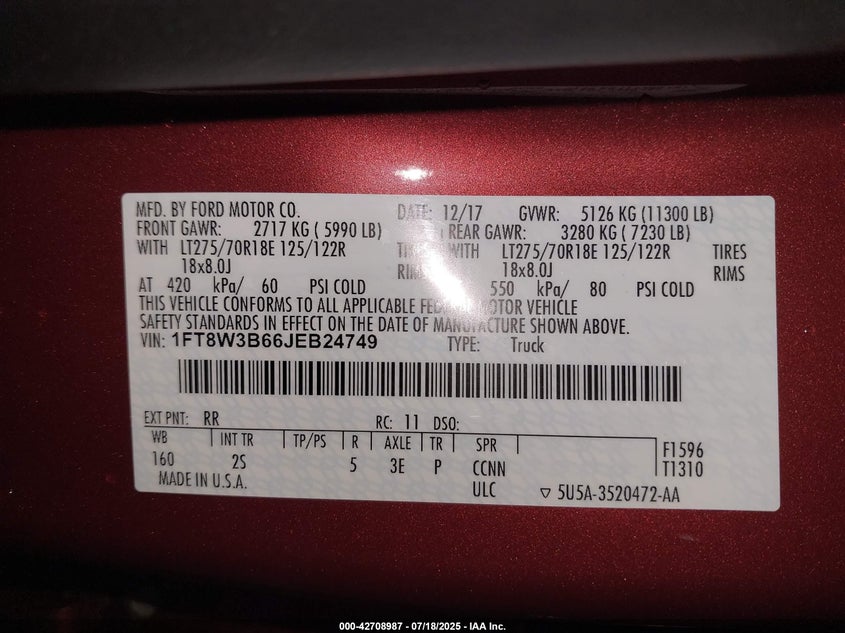 MFD. BY FORD MOTOR CO. DATE: 12/17 GVWR: 5126 KG (11300 LB)
FRONT GAWR: 2717 KG ( 5990 LB) REAR GAWR: 3280 KG ( 7230 LB)
WITH LT275/70R18E 125/122R WITH LT275/70R18E 125/122R TIRES
18x8.0J 18x8.0J RIMS
AT 420 kPa/ 60 PSI COLD 550 kPa/ 80 PSI COLD
THIS VEHICLE CONFORMS TO ALL APPLICABLE FEDERAL MOTOR VEHICLE
SAFETY STANDARDS IN EFFECT ON THE DATE OF MANUFACTURE SHOWN ABOVE.
VIN: 1FT8W3B66JEB24749 TYPE: Truck
EXT PNT: RR RC: 11 DSO:
WB INT TR TP/PS R AXLE TR SPR F1596
160 2S 5 3E P CCNN T1310
MADE IN U.S.A. ULC 5U5A-3520472-AA
000-42708987 - 07/18/2025 - IAA Inc.